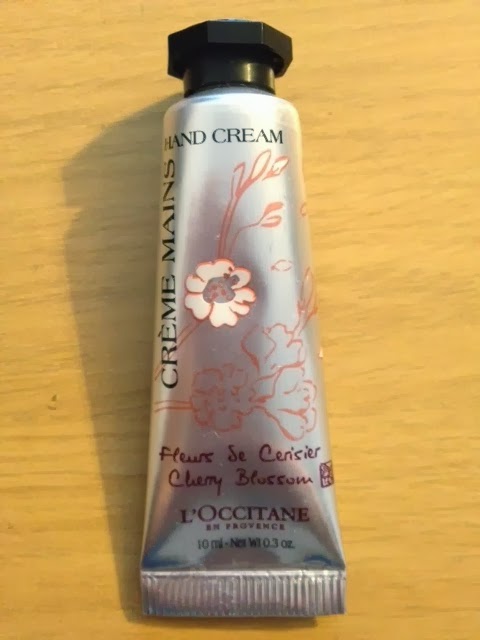 HAND CREAM
CRÈME MAINS
Fleurs de Cerisier
Cherry Blossom
L'OCCITANE
EN PROVENCE
10 ml - Net Wt 0.3 oz.